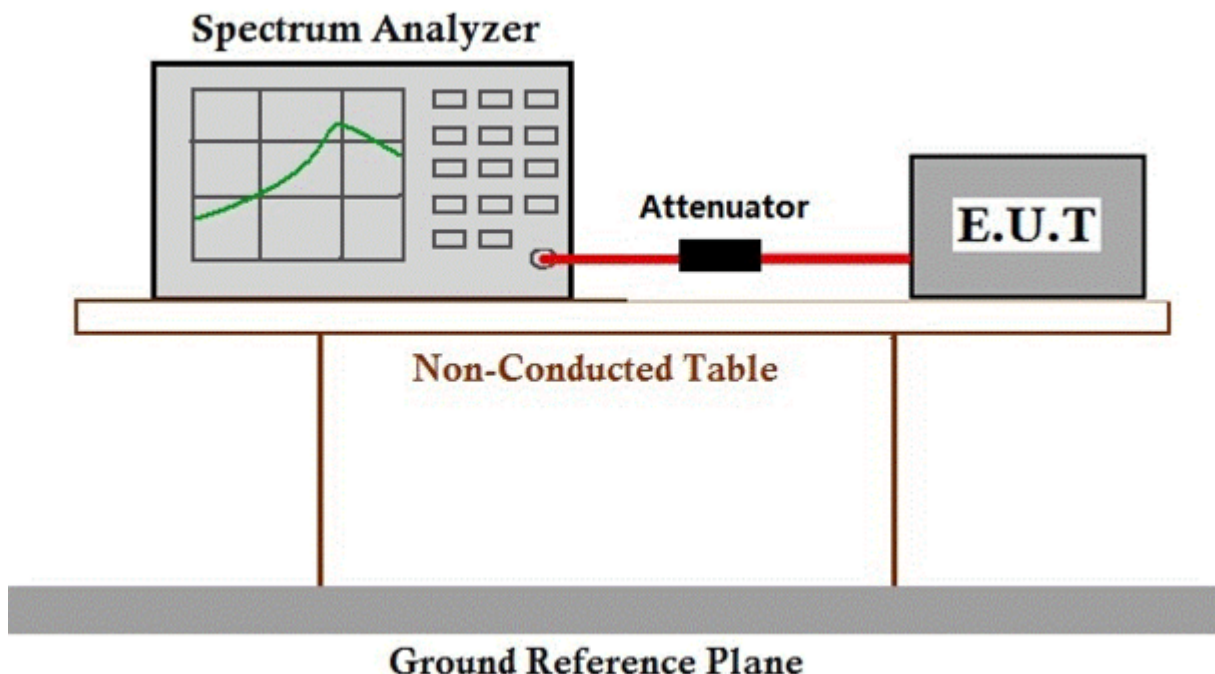 Spectrum Analyzer
Attenuator
E.U.T
Non-Conducted Table
Ground Reference Plane